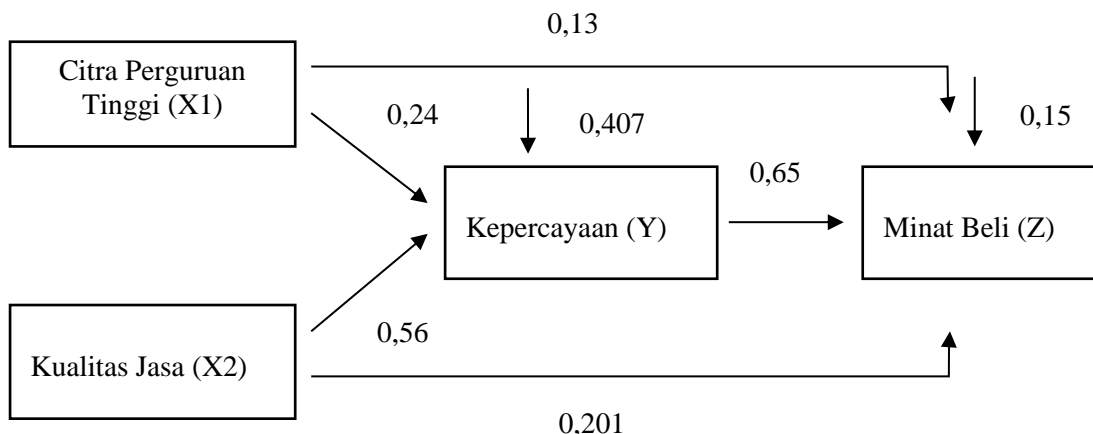 0,13
Citra Perguruan
Tinggi (X1)
0,24
0,407
0,15
0,65
Kepercayaan (Y)
Minat Beli (Z)
0,56
Kualitas Jasa (X2)
0,201